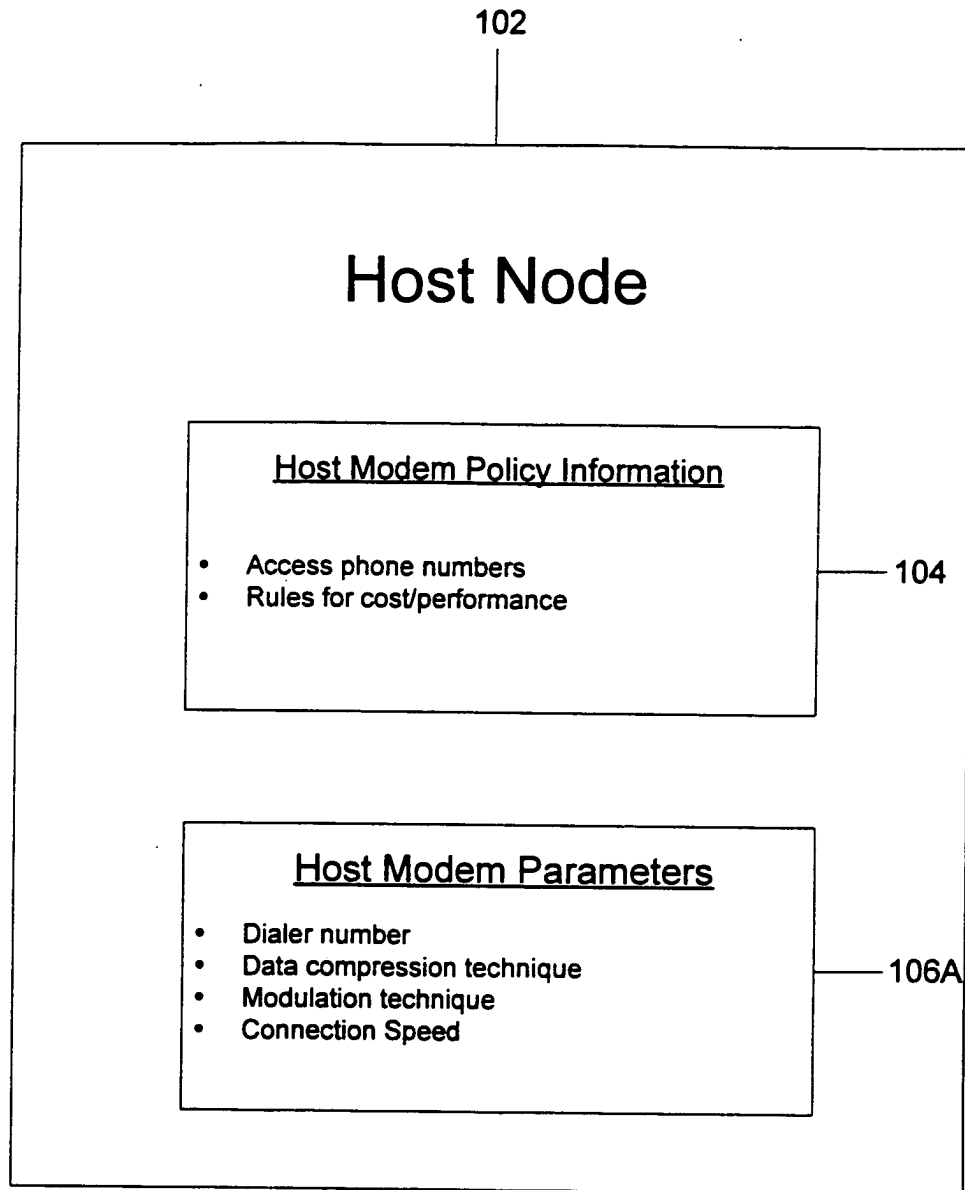 102
Host Node
Host Modem Policy Information
• Access phone numbers
• Rules for cost/performance
104
Host Modem Parameters
• Dialer number
• Data compression technique
• Modulation technique
• Connection Speed
106A